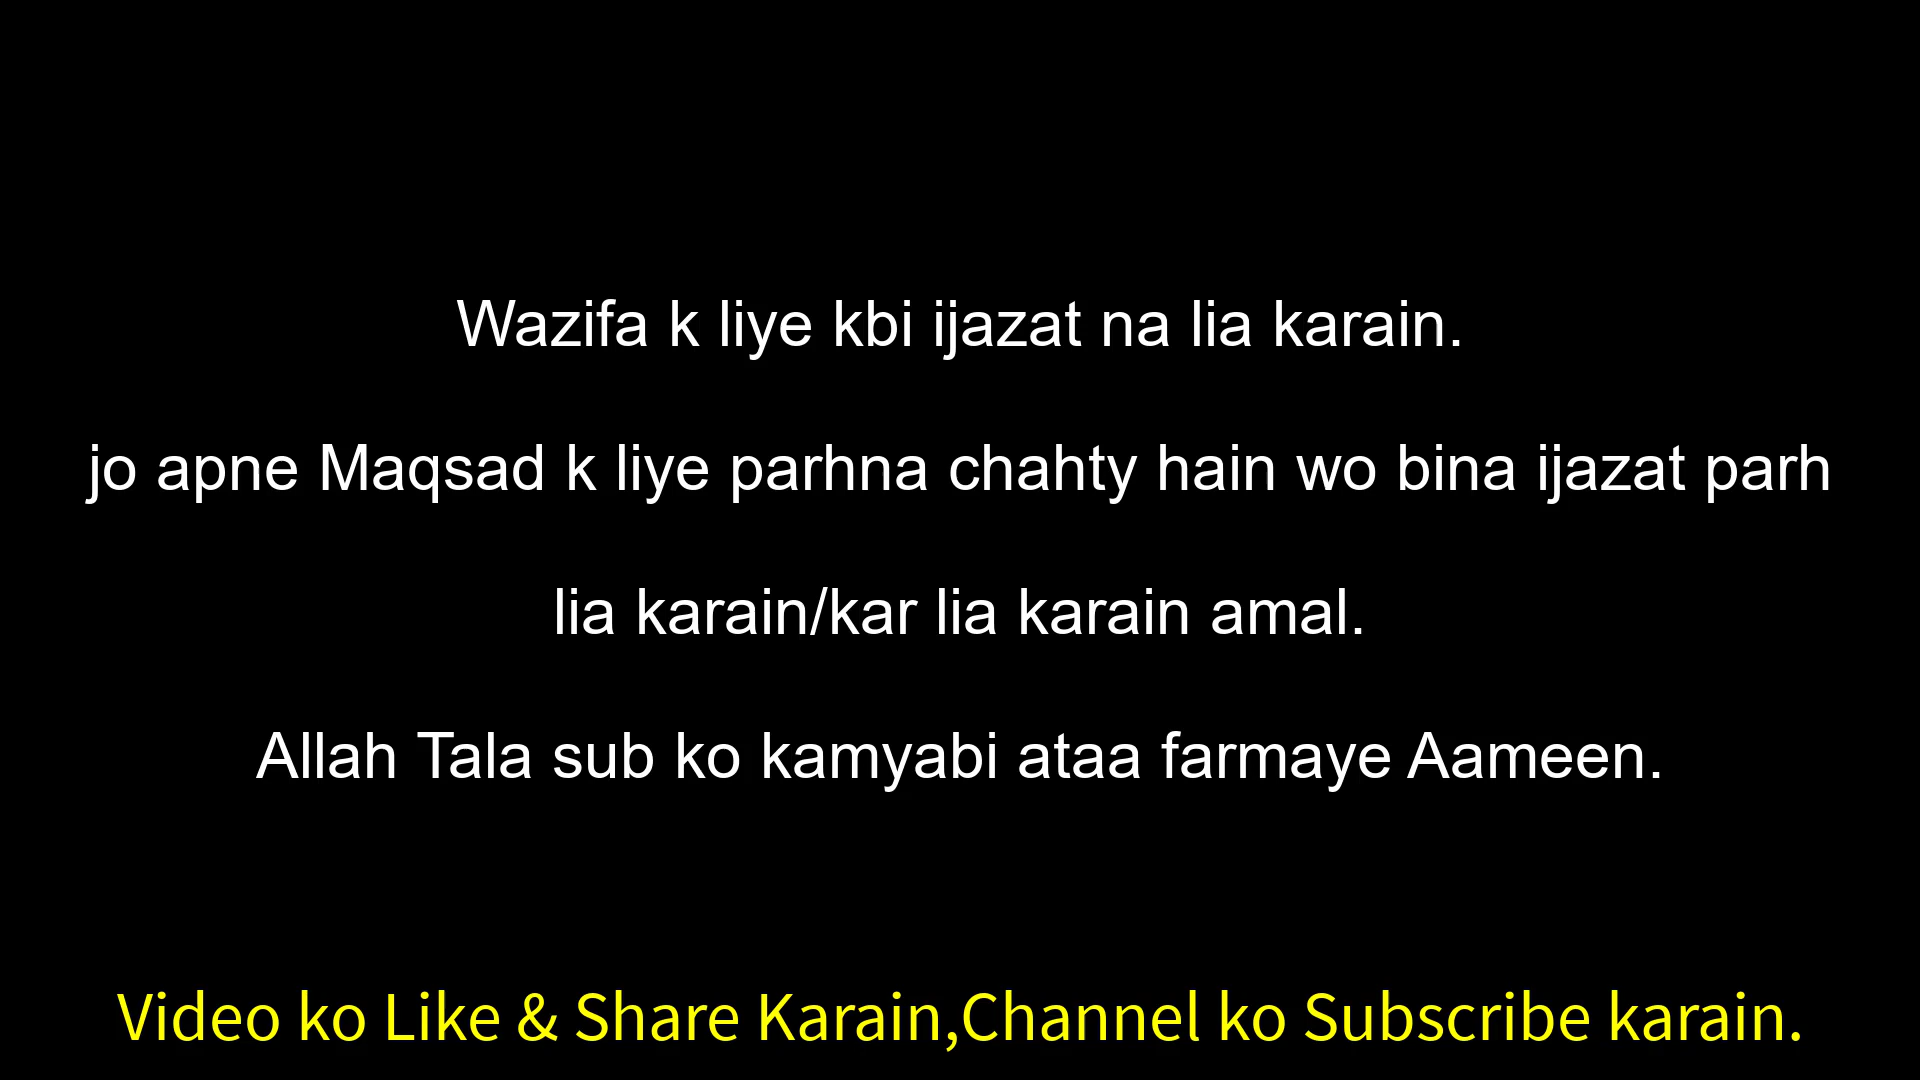 Wazifa k liye kbi ijazat na lia karain.
jo apne Maqsad k liye parhna chahty hain wo bina ijazat parh
lia karain/kar lia karain amal.
Allah Tala sub ko kamyabi ataa farmaye Aameen.
Video ko Like & Share Karain,Channel ko Subscribe karain.